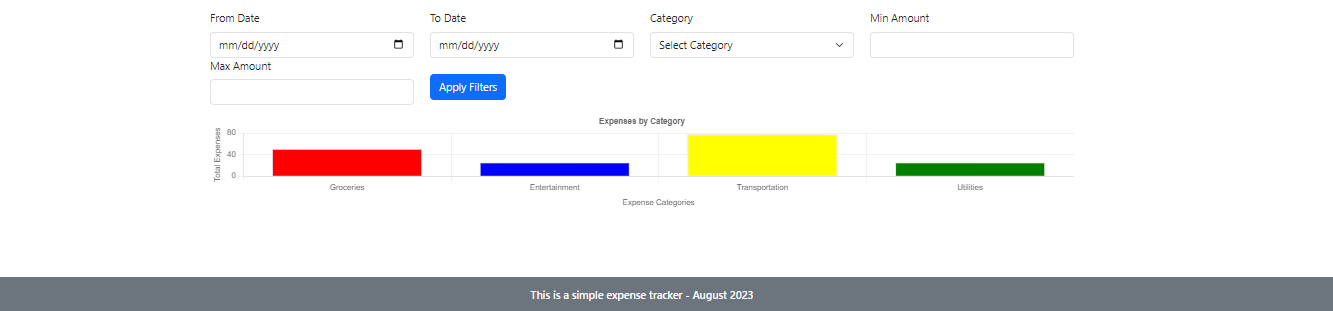 From Date To Date Category Min Amount
mm/dd/yyyy mm/dd/yyyy Select Category
Max Amount
Apply Filters
Expenses by Category
Total Expenses
80
40
0
Groceries Entertainment Transportation Utilities
Expense Categories
This is a simple expense tracker - August 2023